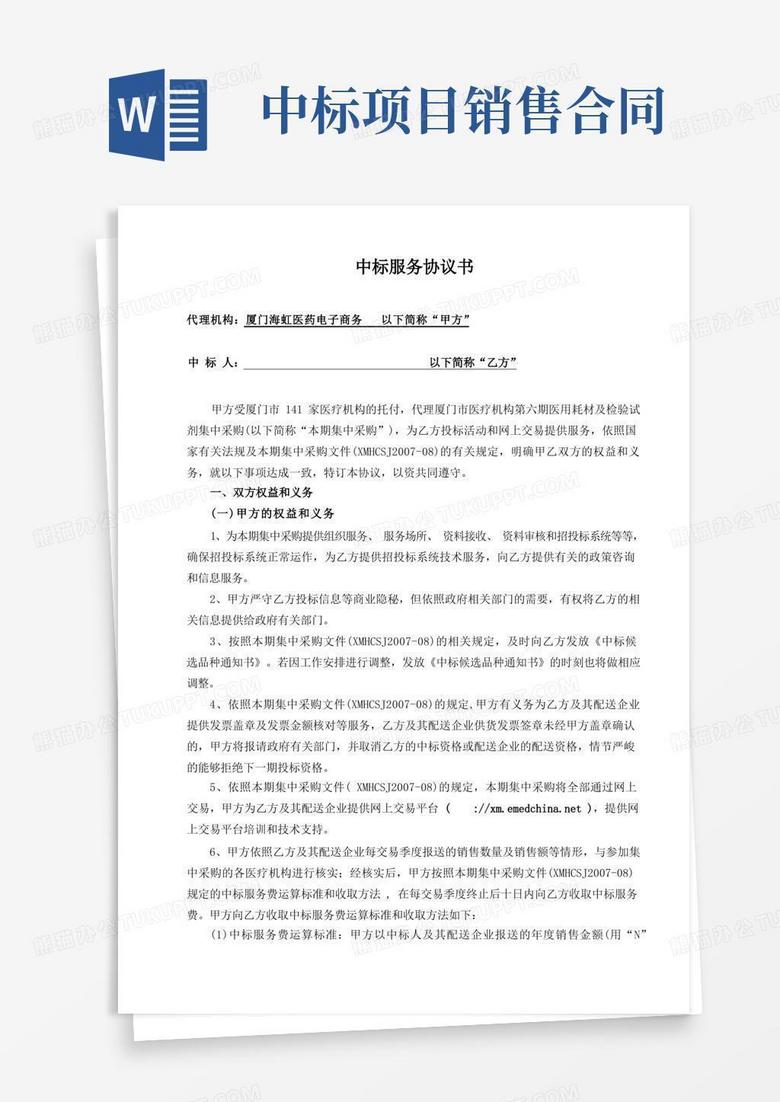 W
中标项目销售合同
中标服务协议书
代理机构：厦门海虹医药电子商务 以下简称“甲方”
中 标 人： 以下简称“乙方”
甲方受厦门市 141 家医疗机构的托付，代理厦门市医疗机构第六期医用耗材及检验试
剂集中采购(以下简称“本期集中采购”)，为乙方投标活动和网上交易提供服务，依照国
家有关法规及本期集中采购文件(XMHCSJ2007-08)的有关规定，明确甲乙双方的权益和义
务，就以下事项达成一致，特订本协议，以资共同遵守。
一、双方权益和义务
(一)甲方的权益和义务
1、为本期集中采购提供组织服务、 服务场所、 资料接收、 资料审核和招投标系统等等，
确保招投标系统正常运作，为乙方提供招投标系统技术服务，向乙方提供有关的政策咨询
和信息服务。
2、甲方严守乙方投标信息等商业隐秘，但依照政府相关部门的需要，有权将乙方的相
关信息提供给政府有关部门。
3、按照本期集中采购文件(XMHCSJ2007-08)的相关规定，及时向乙方发放《中标候
选品种通知书》。若因工作安排进行调整，发放《中标候选品种通知书》的时刻也将做相应
调整。
4、依照本期集中采购文件(XMHCSJ2007-08)的规定,甲方有义务为乙方及其配送企业
提供发票盖章及发票金额核对等服务，乙方及其配送企业供货发票签章未经甲方盖章确认
的，甲方将报请政府有关部门，并取消乙方的中标资格或配送企业的配送资格，情节严峻
的能够拒绝下一期投标资格。
5、依照本期集中采购文件( XMHCSJ2007-08)的规定，本期集中采购将全部通过网上
交易，甲方为乙方及其配送企业提供网上交易平台 ( ://xm.emedchina.net )，提供网
上交易平台培训和技术支持。
6、甲方依照乙方及其配送企业每交易季度报送的销售数量及销售额等情形，与参加集
中采购的各医疗机构进行核实；经核实后，甲方按照本期集中采购文件(XMHCSJ2007-08)
规定的中标服务费运算标准和收取方法 , 在每交易季度终止后十日内向乙方收取中标服务
费。甲方向乙方收取中标服务费运算标准和收取方法如下：
(1)中标服务费运算标准：甲方以中标人及其配送企业报送的年度销售金额(用“N”